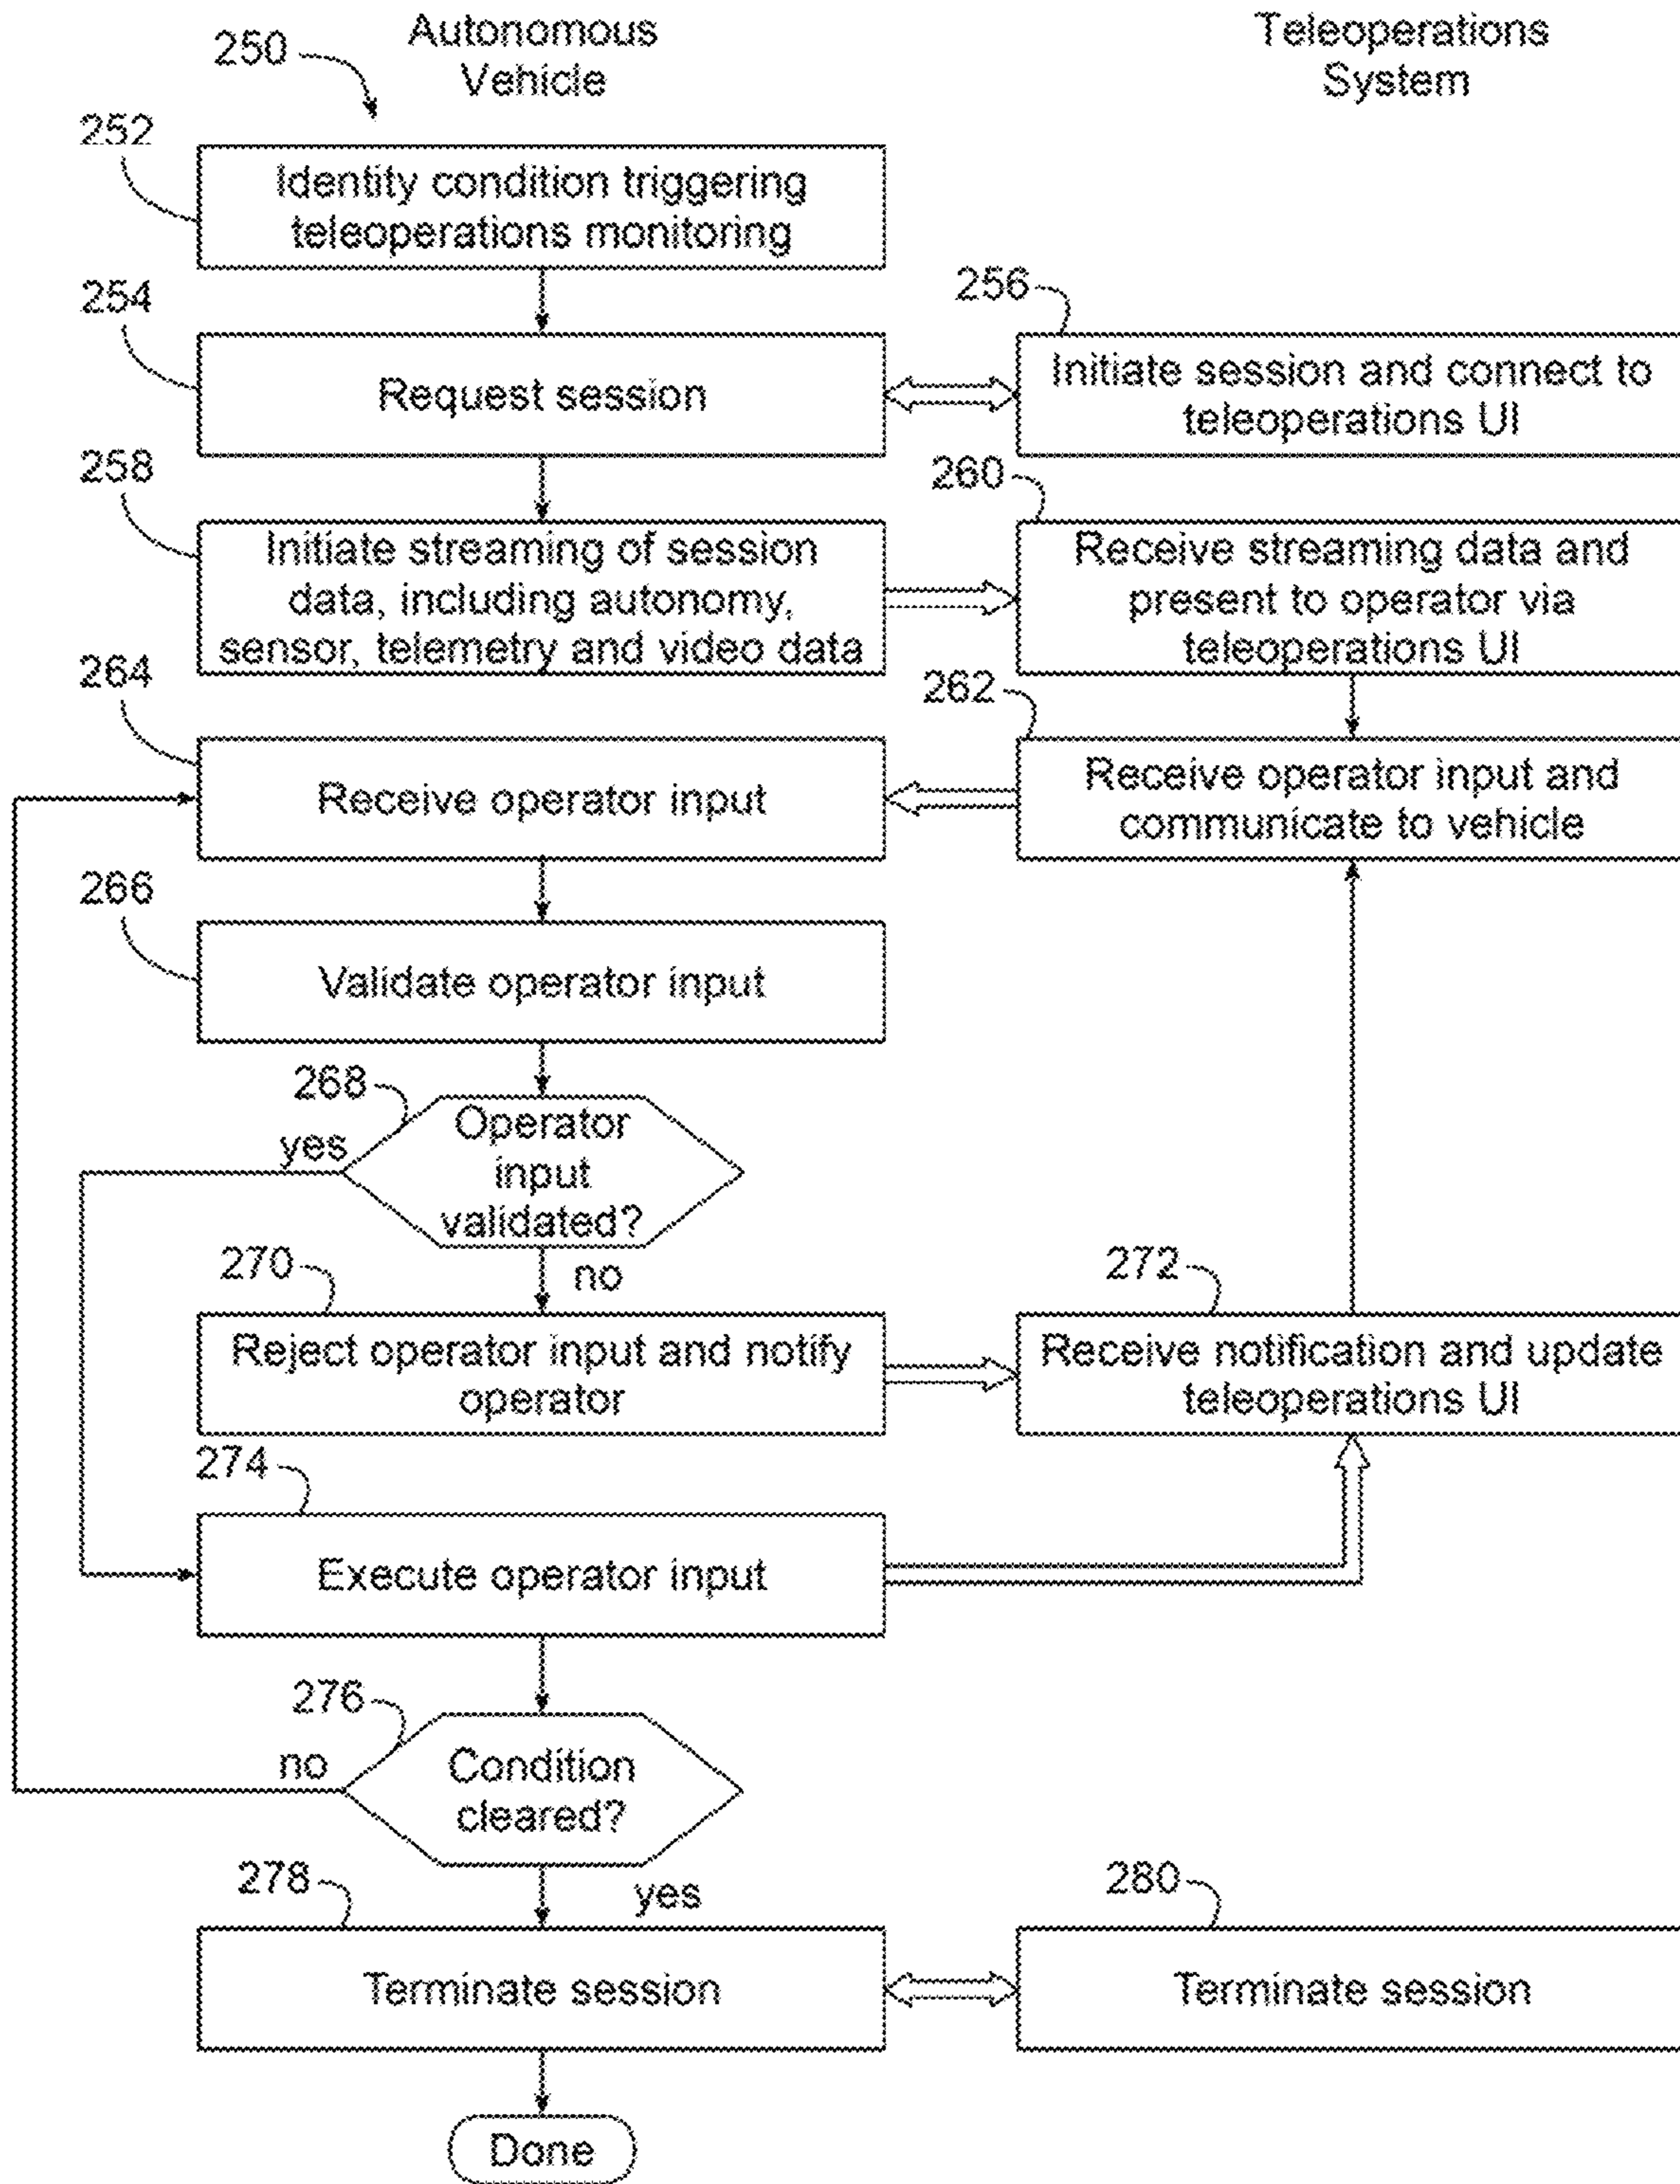 Autonomous
Vehicle
Teleoperations
System
250
252
Identity condition triggering
teleoperations monitoring
254
Request session
256
Initiate session and connect to
teleoperations UI
258
Initiate streaming of session
data, including autonomy,
sensor, telemetry and video data
260
Receive streaming data and
present to operator via
teleoperations UI
262
Receive operator input and
communicate to vehicle
264
Receive operator input
266
Validate operator input
268
Operator
input
validated?
yes
no
270
Reject operator input and notify
operator
272
Receive notification and update
teleoperations UI
274
Execute operator input
276
Condition
cleared?
no
yes
278
Terminate session
280
Terminate session
Done